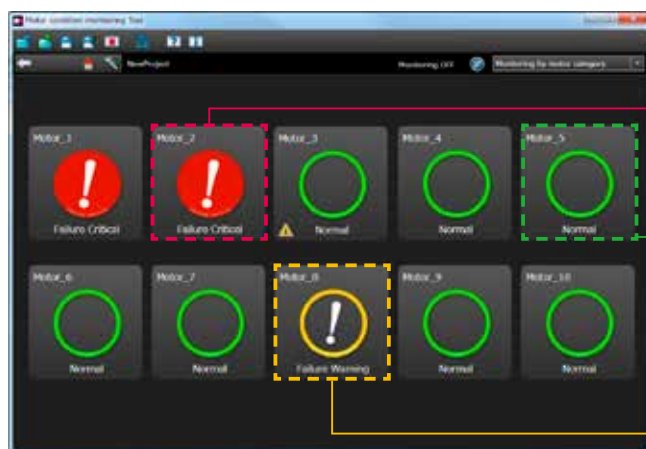 Motor condition monitoring Tool
NewProject
Monitoring OFF
Monitoring by motor category
Motor_1
Motor_2
Motor_3
Motor_4
Motor_5
Failure Critical
Failure Critical
Normal
Normal
Normal
Motor_6
Motor_7
Motor_8
Motor_9
Motor_10
Normal
Normal
Failure Warning
Normal
Normal